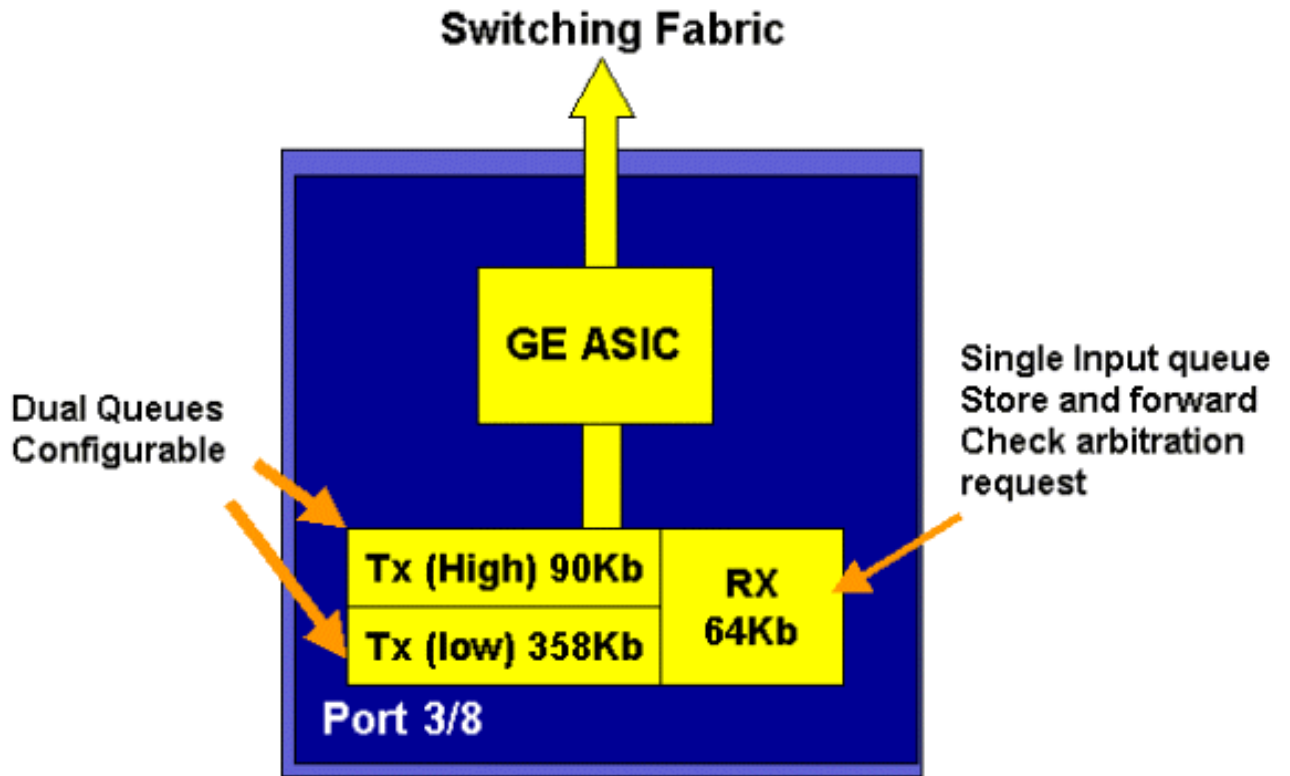 Switching Fabric
GE ASIC
Dual Queues
Configurable
Single Input queue
Store and forward
Check arbitration
request
Tx (High) 90Kb
Tx (low) 358Kb
RX
64Kb
Port 3/8